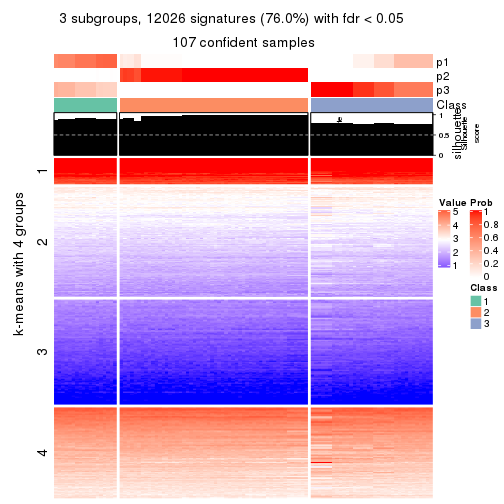 3 subgroups, 12026 signatures (76.0%) with fdr < 0.05
107 confident samples
p1
p2
p3
Class
1
0.5
0
silhouette
Silhouette
score
k-means with 4 groups
1
2
3
4
Value
5
4
3
2
1
Prob
1
0.8
0.6
0.4
0.2
0
Class
1
2
3